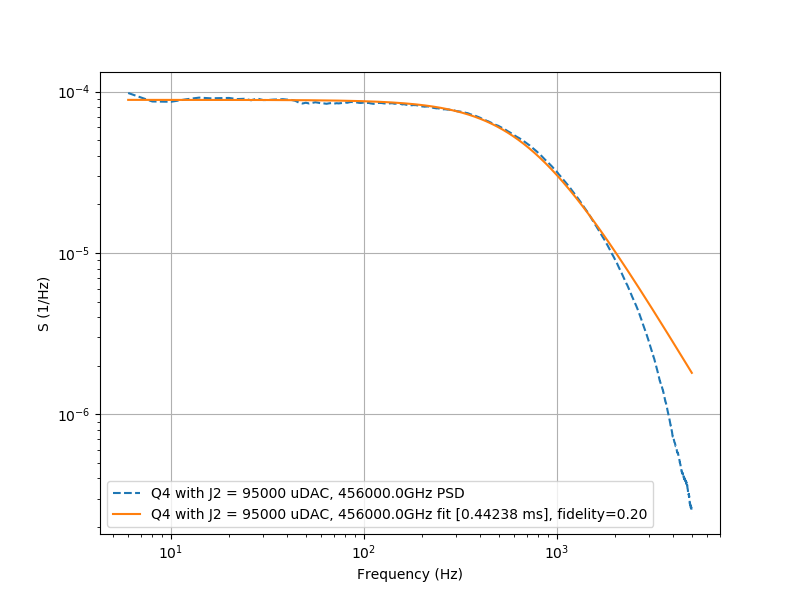 10⁻⁴
10⁻⁵
10⁻⁶
S (1/Hz)
Q4 with J2 = 95000 uDAC, 456000.0GHz PSD
Q4 with J2 = 95000 uDAC, 456000.0GHz fit [0.44238 ms], fidelity=0.20
10¹ 10² 10³
Frequency (Hz)